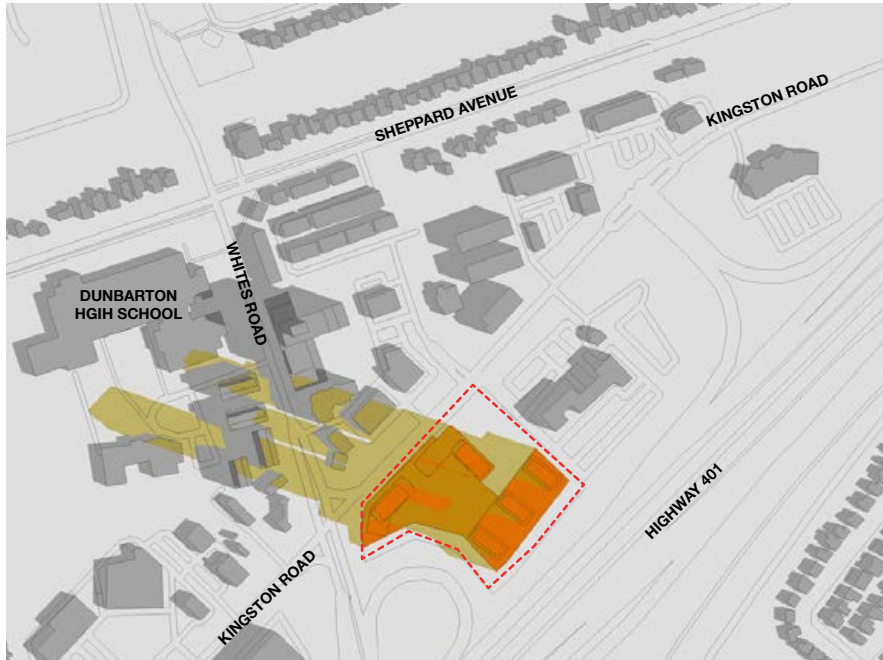 SHEPPARD AVENUE
KINGSTON ROAD
WHITES ROAD
DUNBARTON
HGIH SCHOOL
HIGHWAY 401
KINGSTON ROAD